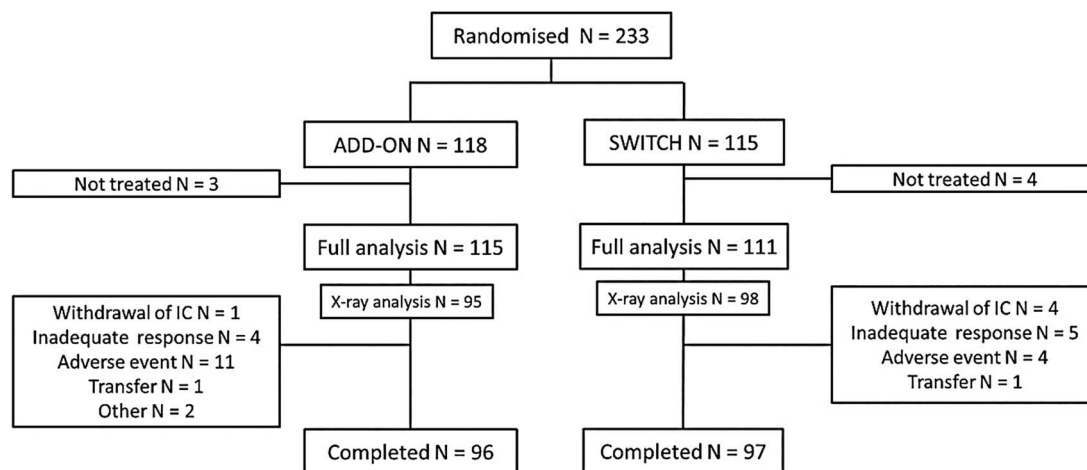 Randomised N = 233
ADD-ON N = 118
SWITCH N = 115
Not treated N = 3
Not treated N = 4
Full analysis N = 115
Full analysis N = 111
X-ray analysis N = 95
X-ray analysis N = 98
Withdrawal of IC N = 1
Inadequate response N = 4
Adverse event N = 11
Transfer N = 1
Other N = 2
Withdrawal of IC N = 4
Inadequate response N = 5
Adverse event N = 4
Transfer N = 1
Completed N = 96
Completed N = 97